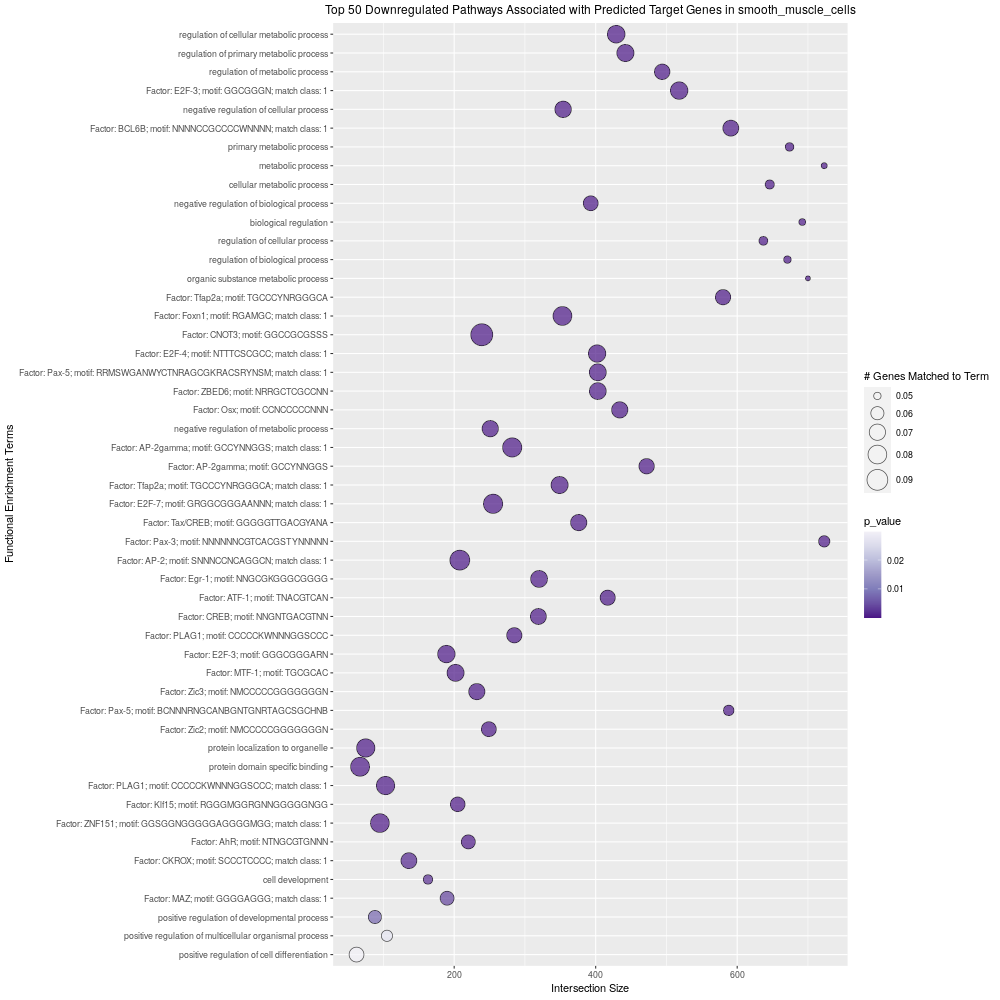 Top 50 Downregulated Pathways Associated with Predicted Target Genes in smooth_muscle_cells
Functional Enrichment Terms
regulation of cellular metabolic process
regulation of primary metabolic process
regulation of metabolic process
Factor: E2F-3; motif: GGCGGGN; match class: 1
negative regulation of cellular process
Factor: BCL6B; motif: NNNNCCGCCCCWNNNN; match class: 1
primary metabolic process
metabolic process
cellular metabolic process
negative regulation of biological process
biological regulation
regulation of cellular process
regulation of biological process
organic substance metabolic process
Factor: Tfap2a; motif: TGCCCYNRGGGCA
Factor: Foxn1; motif: RGAMGC; match class: 1
Factor: CNOT3; motif: GGCCGCGSSS
Factor: E2F-4; motif: NTTTCSCGCC; match class: 1
Factor: Pax-5; motif: RRMSWGANWYCTNRAGCGKRACSRYNSM; match class: 1
Factor: ZBED6; motif: NRRGCTCGCCNN
Factor: Osx; motif: CCNCCCCCNNN
negative regulation of metabolic process
Factor: AP-2gamma; motif: GCCYNNGGS; match class: 1
Factor: AP-2gamma; motif: GCCYNNGGS
Factor: Tfap2a; motif: TGCCCYNRGGGCA; match class: 1
Factor: E2F-7; motif: GRGGCGGGAANNN; match class: 1
Factor: Tax/CREB; motif: GGGGGTTGACGYANA
Factor: Pax-3; motif: NNNNNNCGTCACGSTYNNNNN
Factor: AP-2; motif: SNNNCCNCAGGCN; match class: 1
Factor: Egr-1; motif: NNGCGKGGGCGGGG
Factor: ATF-1; motif: TNACGTCAN
Factor: CREB; motif: NNGNTGACGTNN
Factor: PLAG1; motif: CCCCCKWNNNGGSCCC
Factor: E2F-3; motif: GGGCGGGARN
Factor: MTF-1; motif: TGCGCAC
Factor: Zic3; motif: NMCCCCCGGGGGGGN
Factor: Pax-5; motif: BCNNNRNGCANBGNTGNRTAGCSGCHNB
Factor: Zic2; motif: NMCCCCCGGGGGGGN
protein localization to organelle
protein domain specific binding
Factor: PLAG1; motif: CCCCCKWNNNGGSCCC; match class: 1
Factor: Klf15; motif: RGGGMGGRGNNGGGGGNGG
Factor: ZNF151; motif: GGSGGNGGGGGAGGGGMGG; match class: 1
Factor: AhR; motif: NTNGCGTGNNN
Factor: CKROX; motif: SCCCTCCCC; match class: 1
cell development
Factor: MAZ; motif: GGGGAGGG; match class: 1
positive regulation of developmental process
positive regulation of multicellular organismal process
positive regulation of cell differentiation
200
400
600
Intersection Size
# Genes Matched to Term
0.05
0.06
0.07
0.08
0.09
p_value
0.02
0.01